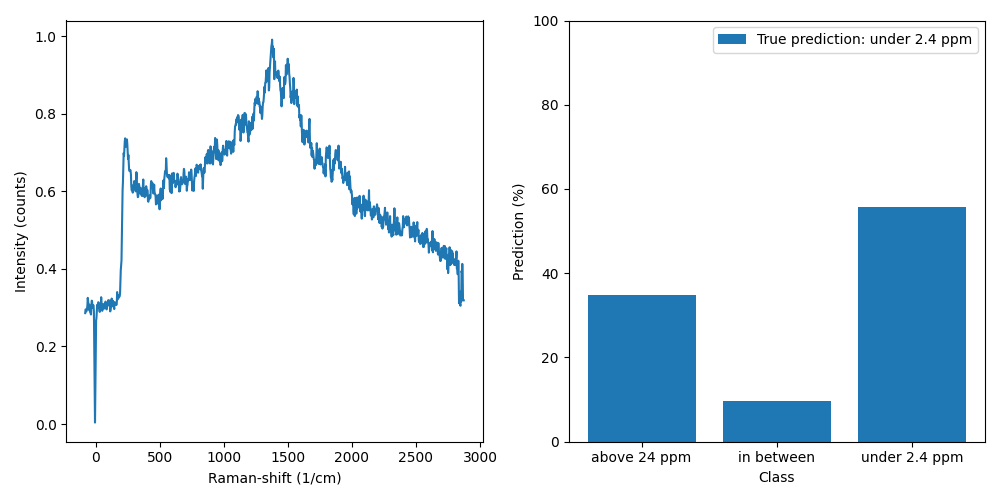 1.0
0.8
0.6
0.4
0.2
0.0
Intensity (counts)
0 500 1000 1500 2000 2500 3000
Raman-shift (1/cm)
100
80
60
40
20
0
Prediction (%)
True prediction: under 2.4 ppm
above 24 ppm in between under 2.4 ppm
Class